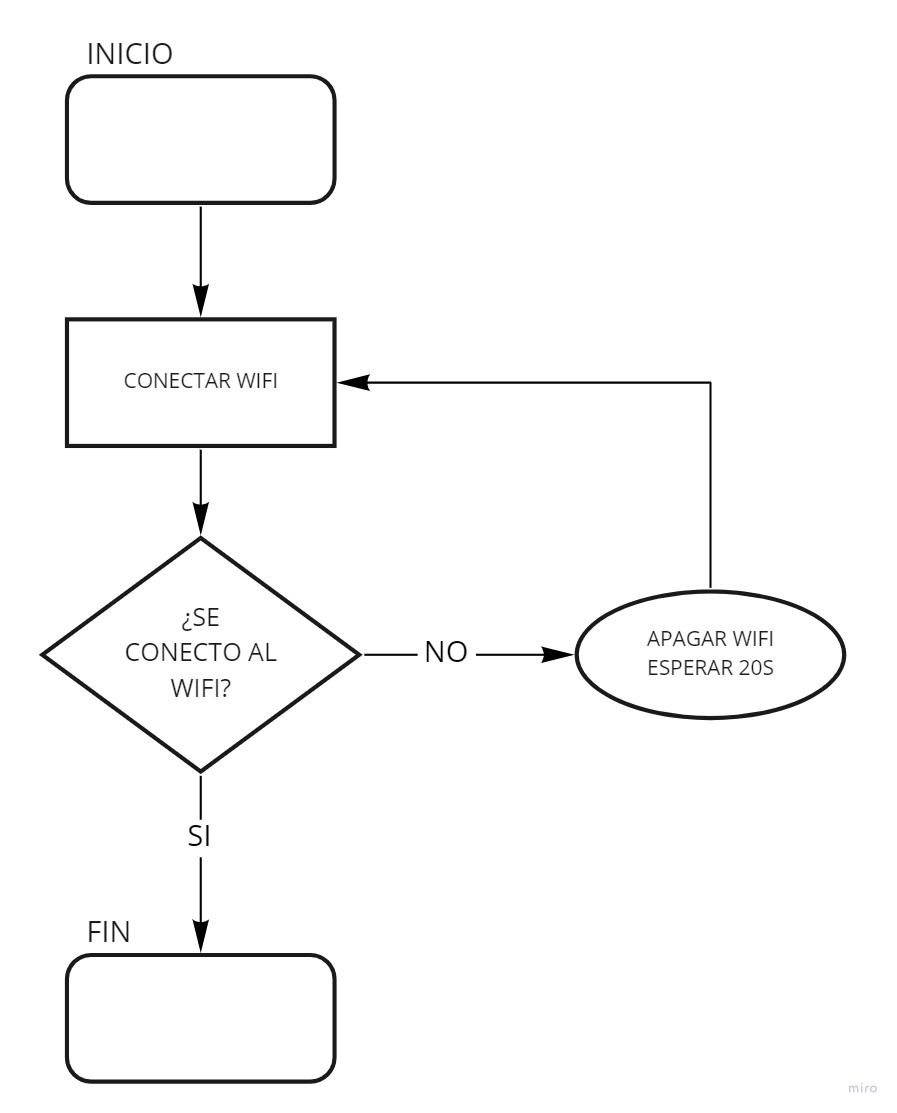 INICIO
CONECTAR WIFI
¿SE
CONECTO AL
WIFI?
NO
APAGAR WIFI
ESPERAR 20S
SI
FIN
miro